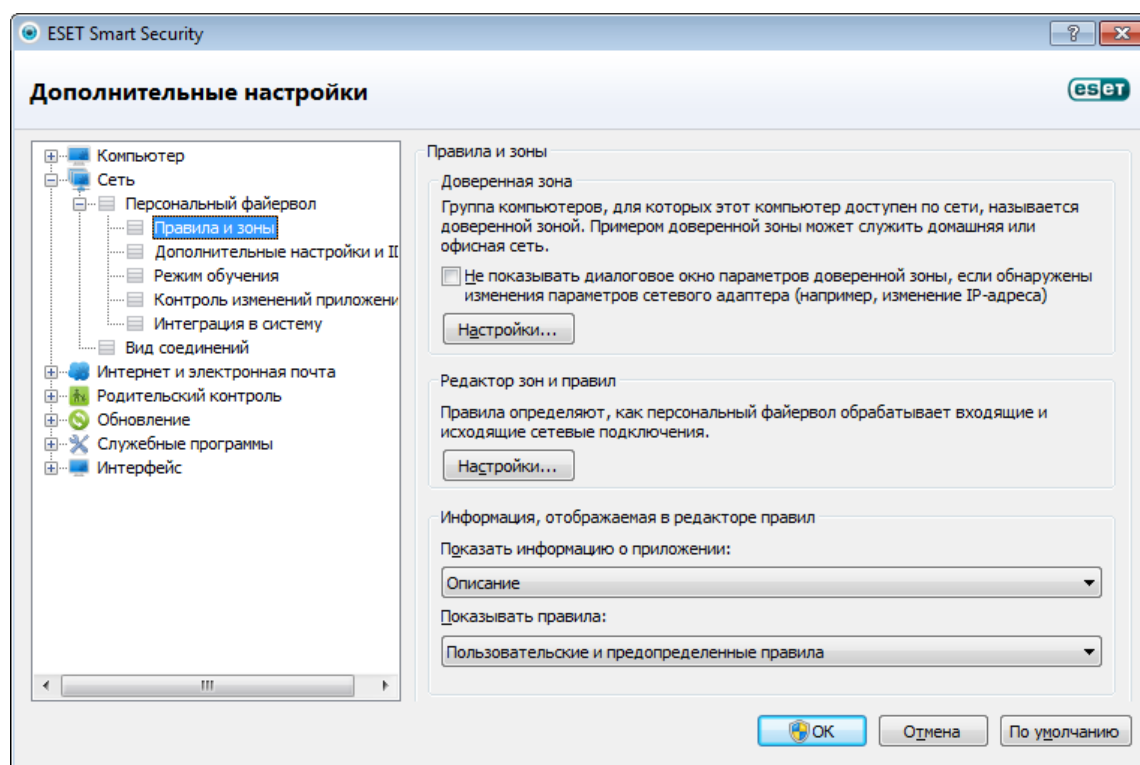 ESET Smart Security
Дополнительные настройки
eset
Компьютер
Сеть
Персональный файервол
Правила и зоны
Дополнительные настройки и II
Режим обучения
Контроль изменений приложени
Интеграция в систему
Вид соединений
Интернет и электронная почта
Родительский контроль
Обновление
Служебные программы
Интерфейс
Правила и зоны
Доверенная зона
Группа компьютеров, для которых этот компьютер доступен по сети, называется
доверенной зоной. Примером доверенной зоны может служить домашняя или
офисная сеть.
Не показывать диалоговое окно параметров доверенной зоны, если обнаружены
изменения параметров сетевого адаптера (например, изменение IP-адреса)
Настройки...
Редактор зон и правил
Правила определяют, как персональный файервол обрабатывает входящие и
исходящие сетевые подключения.
Настройки...
Информация, отображаемая в редакторе правил
Показать информацию о приложении:
Описание
Показывать правила:
Пользовательские и предопределенные правила
OK
Отмена
По умолчанию